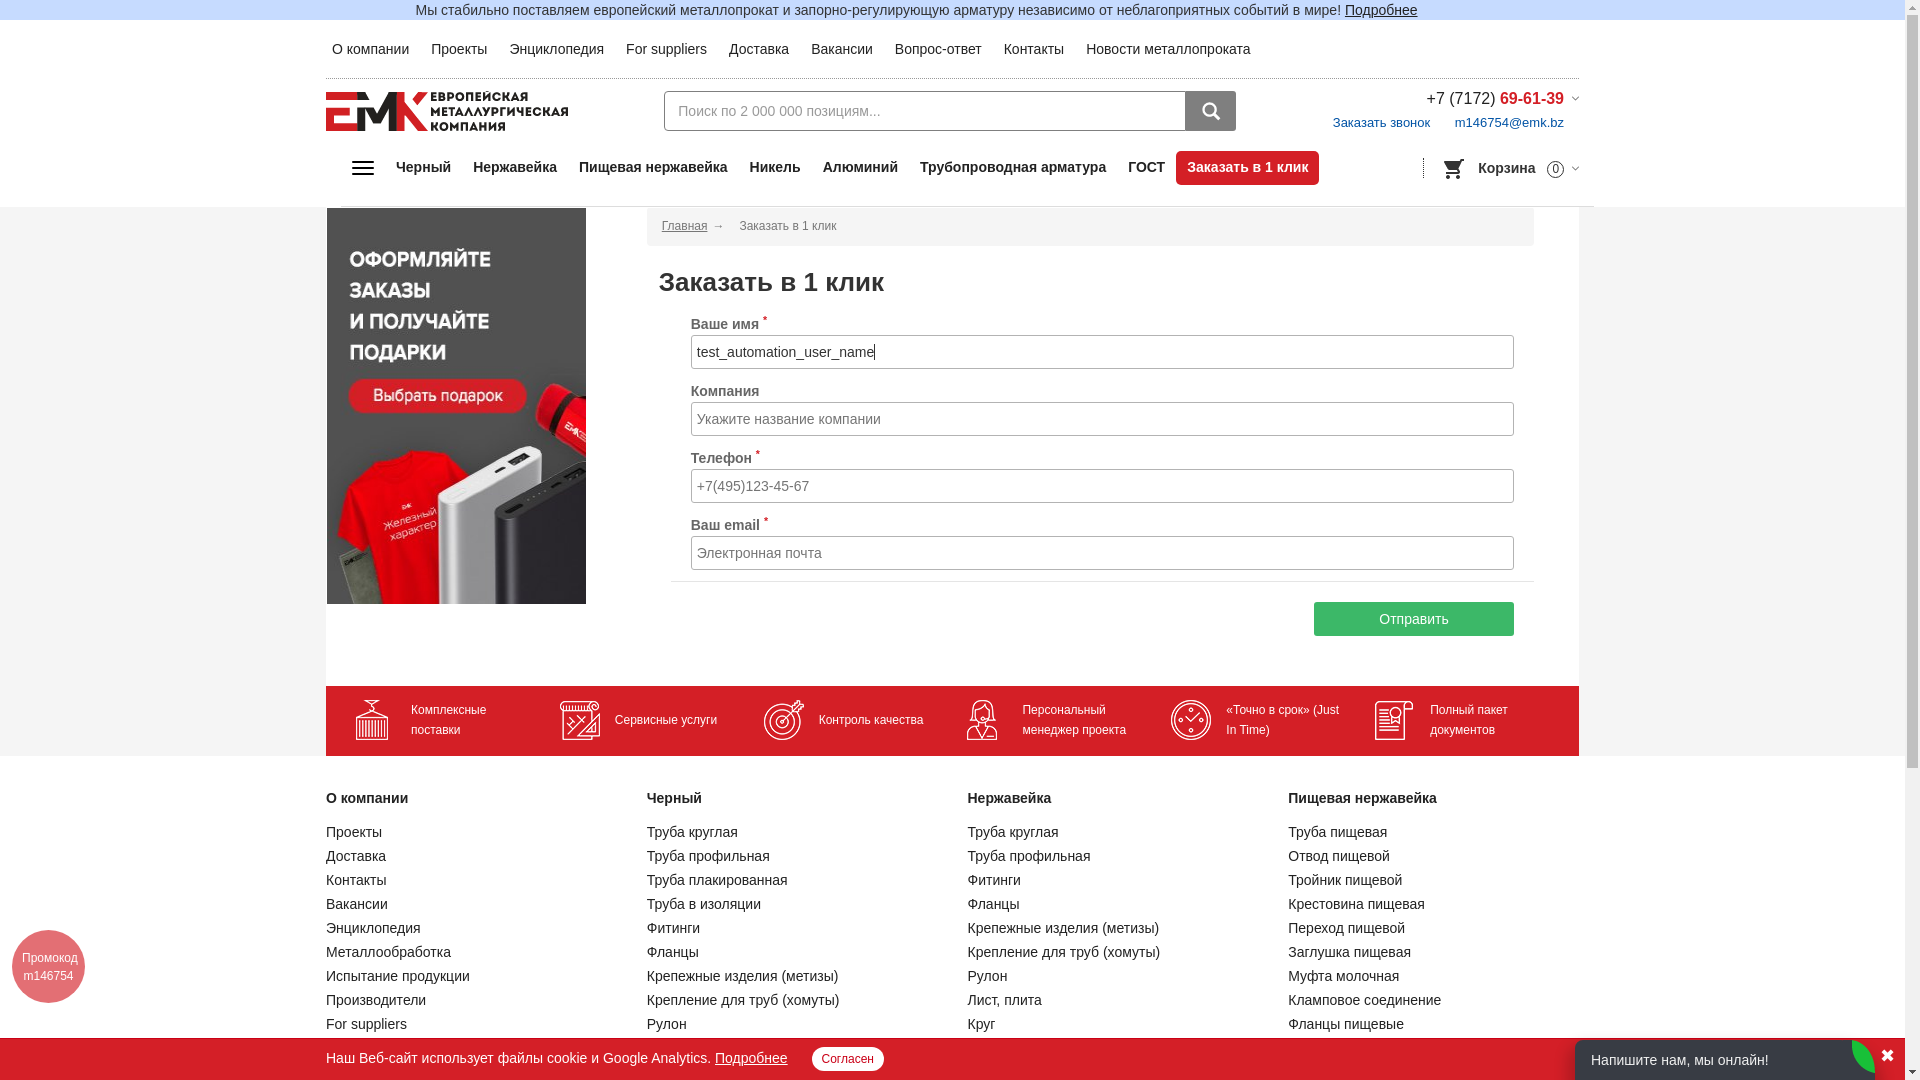 Мы стабильно поставляем европейский металлопрокат и запорно-регулирующую арматуру независимо от неблагоприятных событий в мире! Подробнее
О компании Проекты Энциклопедия For suppliers Доставка Вакансии Вопрос-ответ Контакты Новости металлопроката
ЕМК ЕВРОПЕЙСКАЯ
МЕТАЛЛУРГИЧЕСКАЯ
КОМПАНИЯ
Поиск по 2 000 000 позициям...
+7 (7172) 69-61-39
Заказать звонок m146754@emk.bz
Черный Нержавейка Пищевая нержавейка Никель Алюминий Трубопроводная арматура ГОСТ Заказать в 1 клик
Корзина 0
ОФОРМЛЯЙТЕ
ЗАКАЗЫ
И ПОЛУЧАЙТЕ
ПОДАРКИ
Выбрать подарок
Железный
характер
Главная → Заказать в 1 клик
Заказать в 1 клик
Ваше имя *
test_automation_user_name
Компания
Укажите название компании
Телефон *
+7(495)123-45-67
Ваш email *
Электронная почта
Отправить
Комплексные
поставки
Сервисные услуги
Контроль качества
Персональный
менеджер проекта
«Точно в срок» (Just
In Time)
Полный пакет
документов
О компании
Проекты
Доставка
Контакты
Вакансии
Энциклопедия
Металлообработка
Испытание продукции
Производители
For suppliers
Черный
Труба круглая
Труба профильная
Труба плакированная
Труба в изоляции
Фитинги
Фланцы
Крепежные изделия (метизы)
Крепление для труб (хомуты)
Рулон
Нержавейка
Труба круглая
Труба профильная
Фитинги
Фланцы
Крепежные изделия (метизы)
Крепление для труб (хомуты)
Рулон
Лист, плита
Круг
Пищевая нержавейка
Труба пищевая
Отвод пищевой
Тройник пищевой
Крестовина пищевая
Переход пищевой
Заглушка пищевая
Муфта молочная
Кламповое соединение
Фланцы пищевые
Промокод
m146754
Наш Веб-сайт использует файлы cookie и Google Analytics. Подробнее Согласен
Напишите нам, мы онлайн!